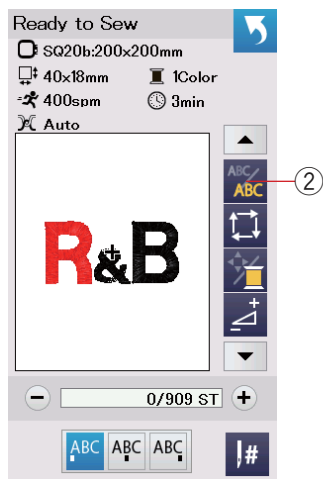 Ready to Sew
SQ20b:200x200mm
40x18mm 1Color
400spm 3min
Auto
ABC
ABC
2
R&B
+
− 0/909 ST +
ABC ABC ABC #